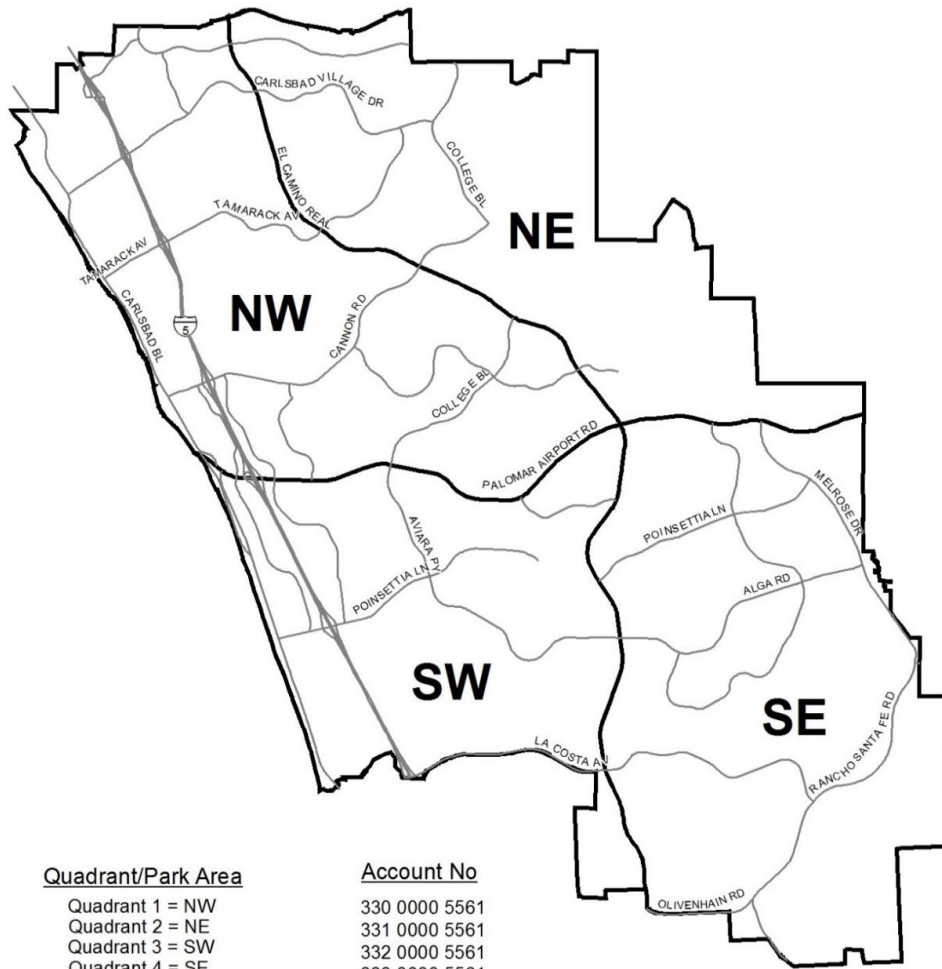 CARLSBAD VILLAGE DR
COLLEGE BL
EL CAMINO REAL
TAMARACK AV
NE
TAMARACK AV
CARLSBAD BL
5
NW
CANNON RD
COLLEGE BL
PALOMAR AIRPORT RD
MELROSE DR
POINSETTIA LN
AVIARA PY
POINSETTIA LN
ALGA RD
SW
SE
RANCHO SANTA FE RD
LA COSTA AV
OLIVENHAIN RD
Quadrant/Park Area Account No
Quadrant 1 = NW 330 0000 5561
Quadrant 2 = NE 331 0000 5561
Quadrant 3 = SW 332 0000 5561
Quadrant 4 = SE